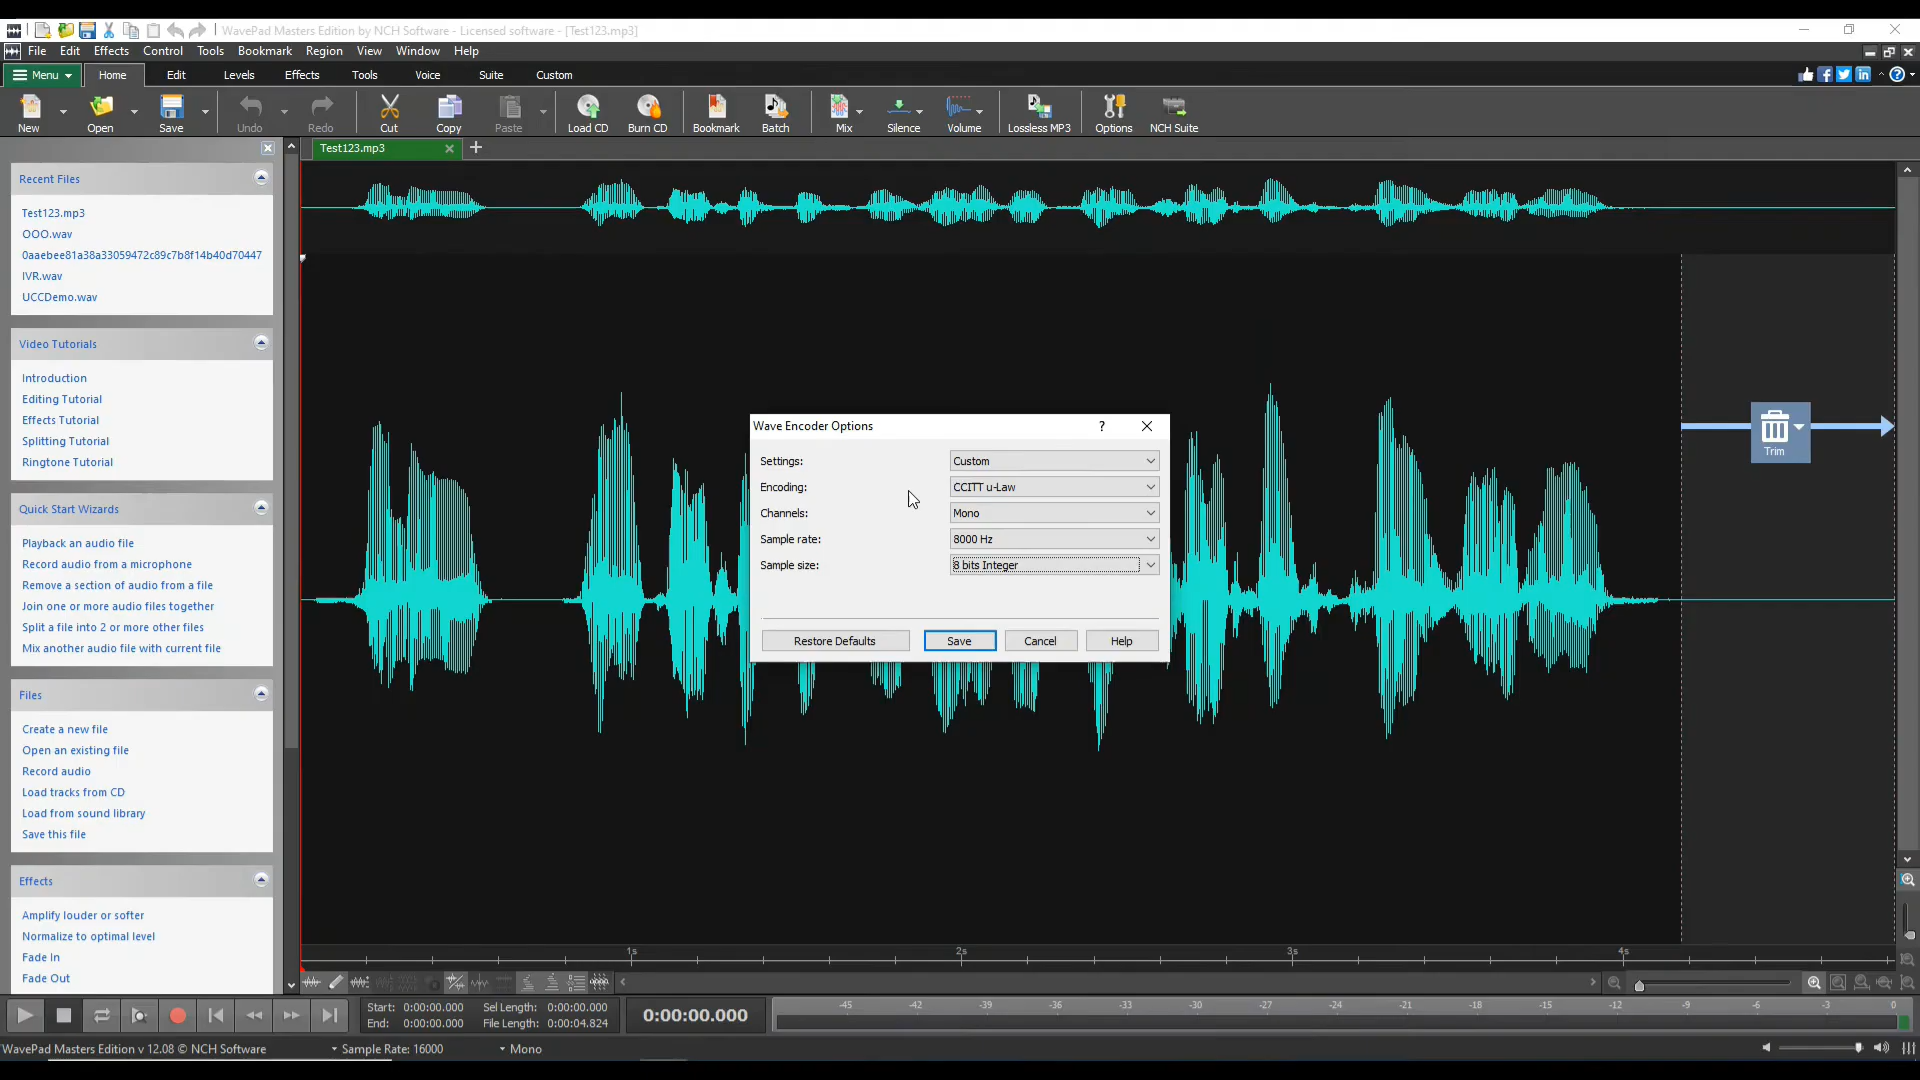 WavePad Masters Edition by NCH Software - Licensed software - [Test123.mp3]
File Edit Effects Control Tools Bookmark Region View Window Help
Menu Home Edit Levels Effects Tools Voice Suite Custom
New Open Save Undo Redo Cut Copy Paste Load CD Burn CD Bookmark Batch Mix Silence Volume Lossless MP3 Options NCH Suite
Test123.mp3
Recent Files
Test123.mp3
OOO.wav
0aaebee81a38a33059472c89c7b8f14b40d70447
IVR.wav
UCCDemo.wav
Video Tutorials
Introduction
Editing Tutorial
Effects Tutorial
Splitting Tutorial
Ringtone Tutorial
Quick Start Wizards
Playback an audio file
Record audio from a microphone
Remove a section of audio from a file
Join one or more audio files together
Split a file into 2 or more other files
Mix another audio file with current file
Files
Create a new file
Open an existing file
Record audio
Load tracks from CD
Load from sound library
Save this file
Effects
Amplify louder or softer
Normalize to optimal level
Fade In
Fade Out
Wave Encoder Options ?
Settings: Custom
Encoding: CCITT u-Law
Channels: Mono
Sample rate: 8000 Hz
Sample size: 8 bits Integer
Restore Defaults Save Cancel Help
Trim
1s 2s 3s 4s
Start: 0:00:00.000 Sel Length: 0:00:00.000
End: 0:00:00.000 File Length: 0:00:04.824
0:00:00.000
-45 -42 -39 -36 -33 -30 -27 -24 -21 -18 -15 -12 -9 -6 -3 0
WavePad Masters Edition v 12.08 © NCH Software Sample Rate: 16000 Mono